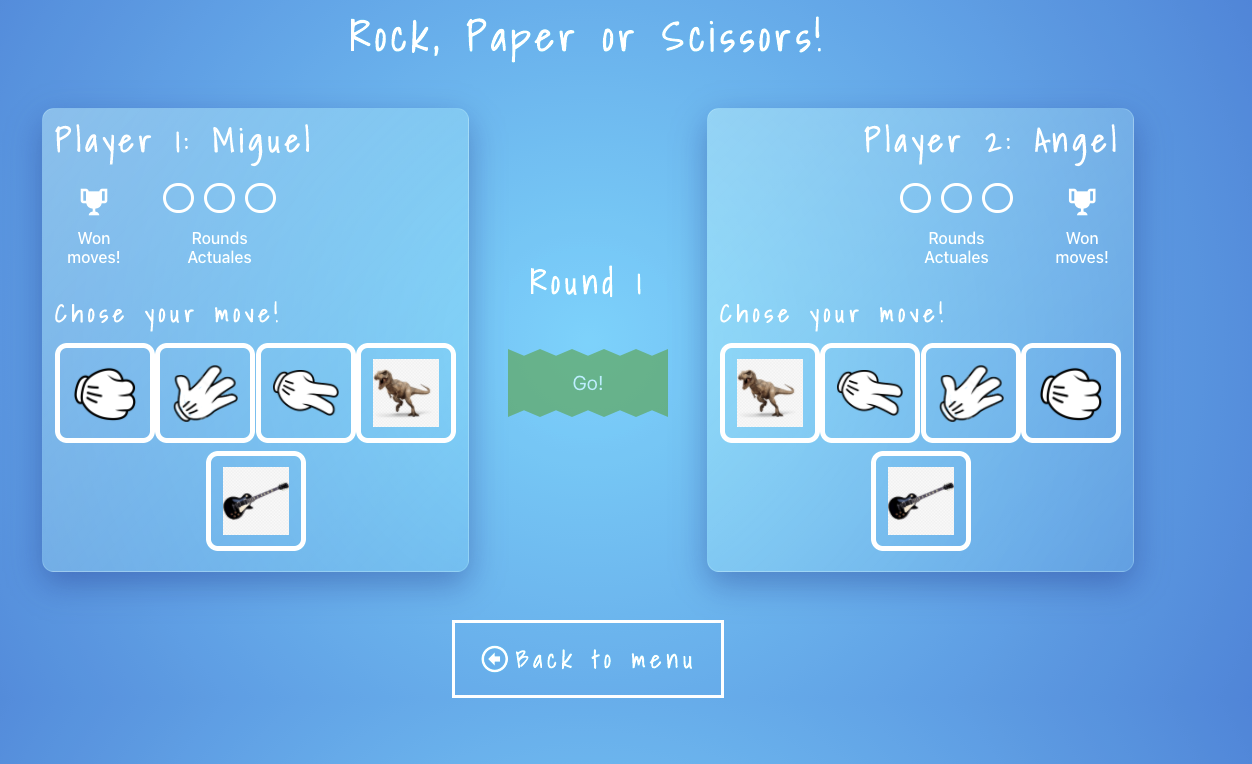 Rock, Paper or Scissors!
Player 1: Miguel
Won
moves!
Rounds
Actuales
Chose your move!
Round 1
Go!
Player 2: Angel
Rounds
Actuales
Won
moves!
Chose your move!
Back to menu